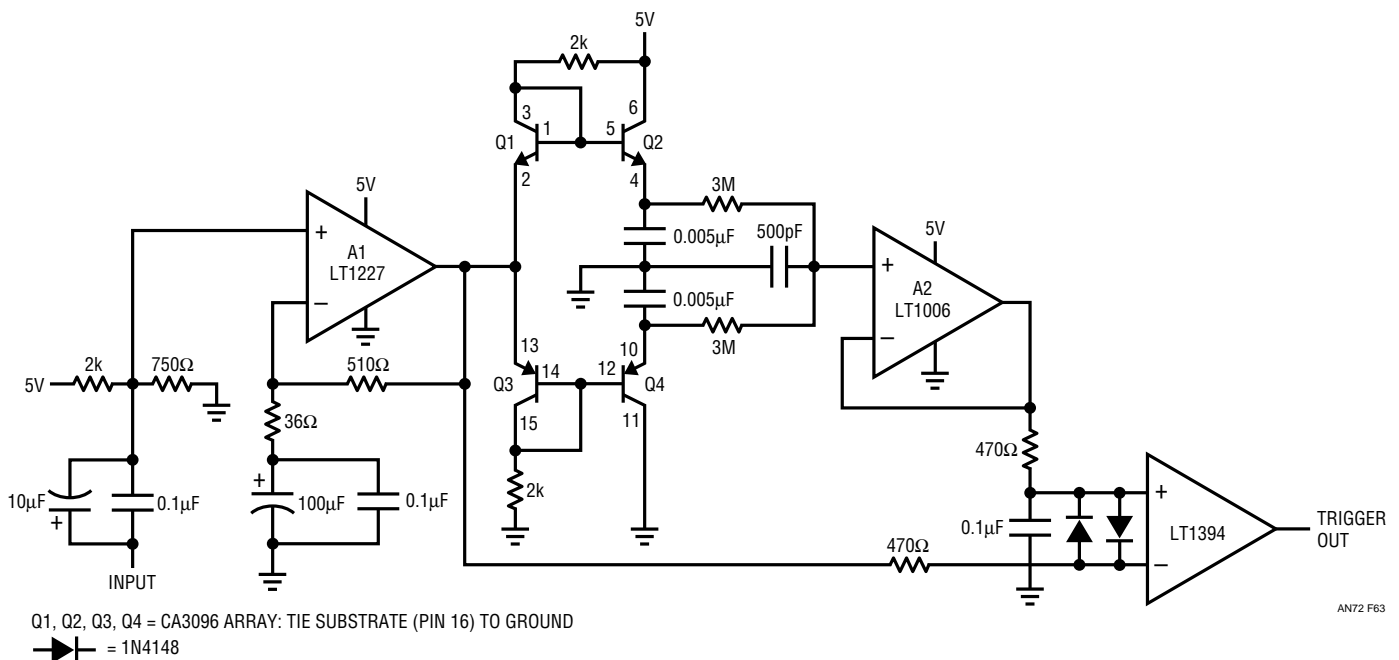 5V
2k
3
6
Q1
1
5
Q2
2
4
5V
3M
+
A1
LT1227
−
0.005µF
500pF
5V
+
A2
LT1006
−
0.005µF
3M
13
10
510Ω
Q3
14
12
Q4
15
11
5V
2k
750Ω
36Ω
2k
470Ω
10µF
+
0.1µF
+
100µF
0.1µF
470Ω
0.1µF
+
LT1394
−
TRIGGER
OUT
INPUT
AN72 F63
Q1, Q2, Q3, Q4 = CA3096 ARRAY: TIE SUBSTRATE (PIN 16) TO GROUND
= 1N4148